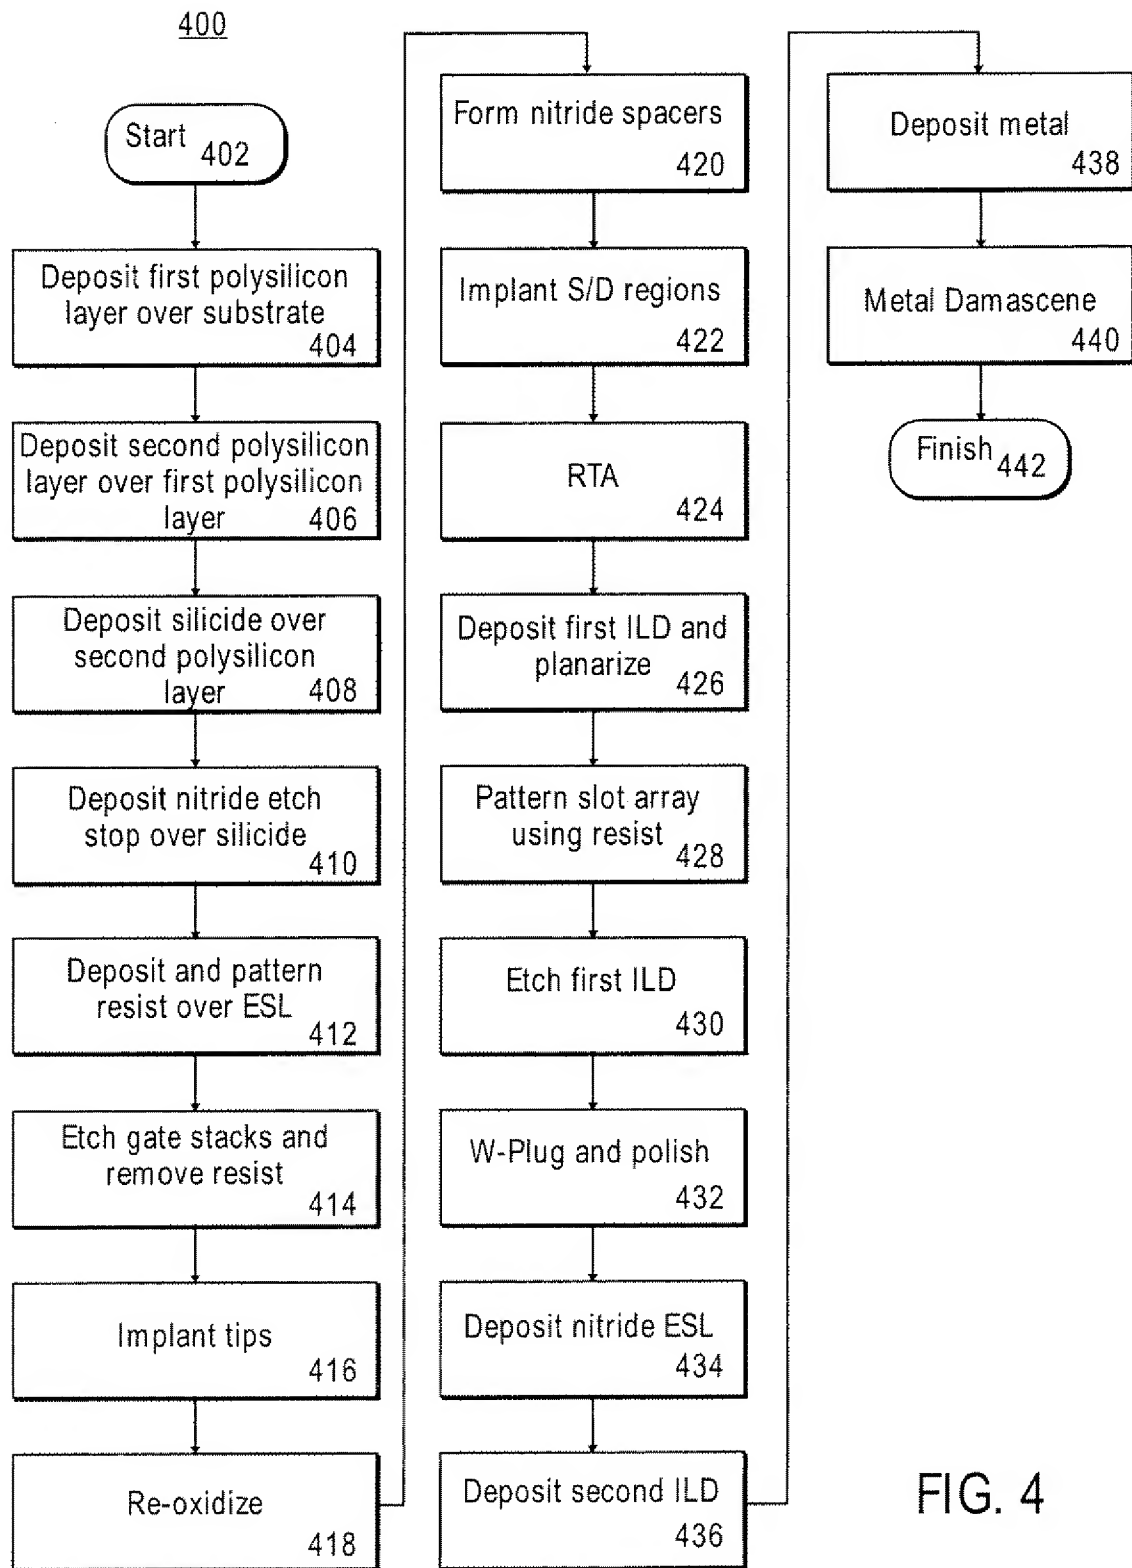 400
Start
402
Deposit first polysilicon
layer over substrate
404
Deposit second polysilicon
layer over first polysilicon
layer
406
Deposit silicide over
second polysilicon
layer
408
Deposit nitride etch
stop over silicide
410
Deposit and pattern
resist over ESL
412
Etch gate stacks and
remove resist
414
Implant tips
416
Re-oxidize
418
Form nitride spacers
420
Implant S/D regions
422
RTA
424
Deposit first ILD and
planarize
426
Pattern slot array
using resist
428
Etch first ILD
430
W-Plug and polish
432
Deposit nitride ESL
434
Deposit second ILD
436
Deposit metal
438
Metal Damascene
440
Finish
442
FIG. 4